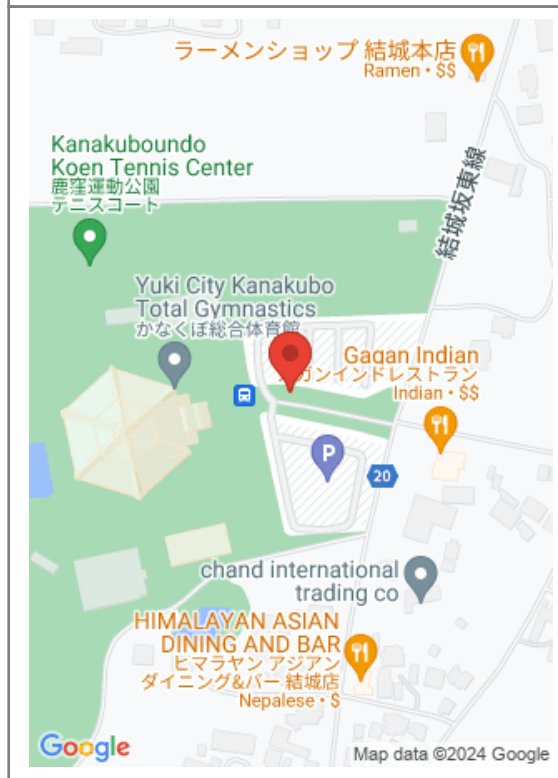 ラーメンショップ 結城本店
Ramen • $$
Kanakuboundo
Koen Tennis Center
鹿窪運動公園
テニスコート
結城坂東線
Yuki City Kanakubo
Total Gymnastics
かなくぼ総合体育館
Gagan Indian
ガンインドレストラン
Indian • $$
P
20
chand international
trading co
HIMALAYAN ASIAN
DINING AND BAR
ヒマラヤン アジアン
ダイニング&バー 結城店
Nepalese • $
Google
Map data ©2024 Google